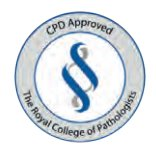 CPD Approved
The Royal College of Pathologists